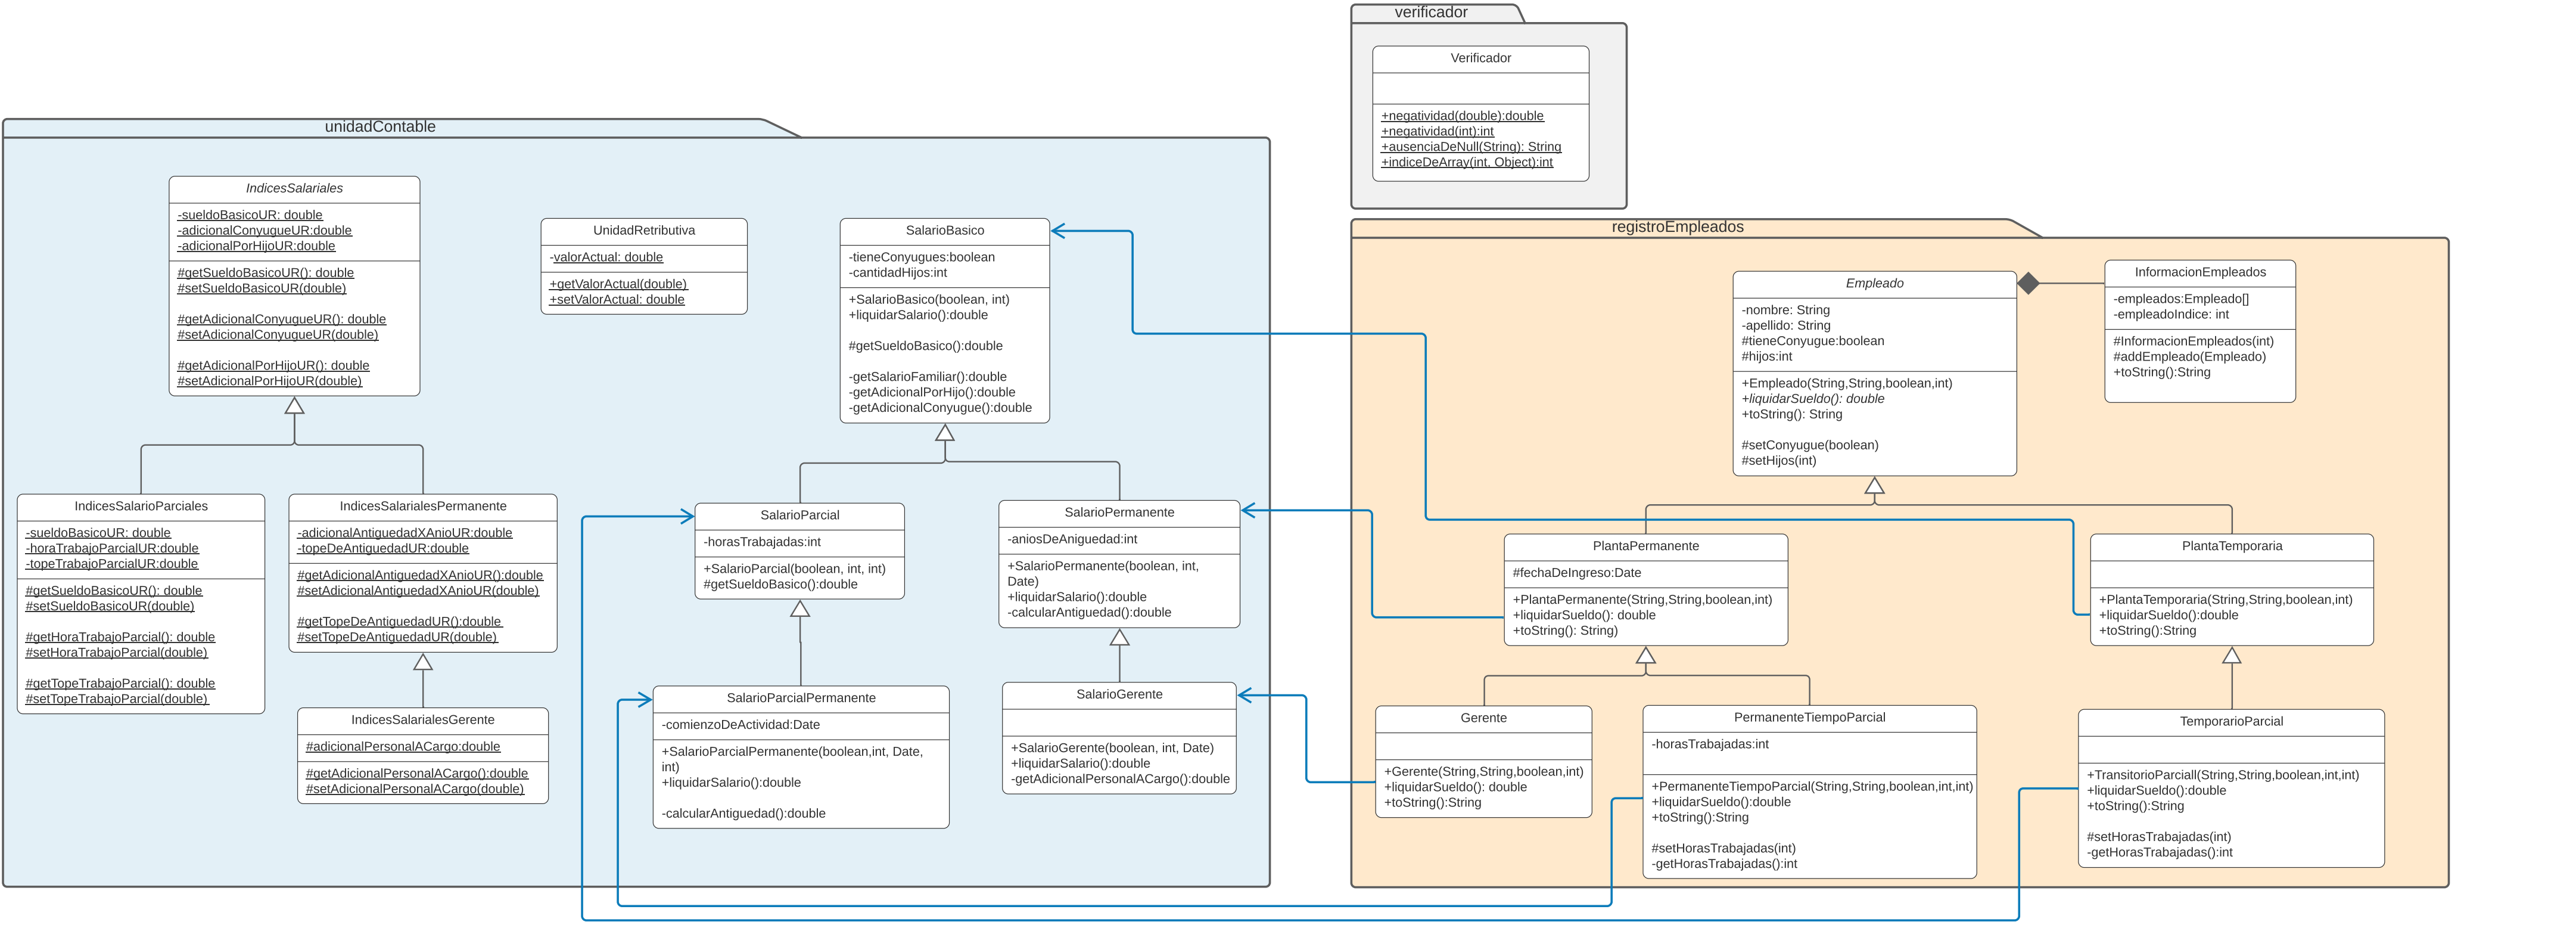 verificador
Verificador
+negatividad(double):double
+negatividad(int):int
+ausenciaDeNull(String): String
+indiceDeArray(int, Object):int
unidadContable
IndicesSalariales
-sueldoBasicoUR: double
-adicionalConyugueUR:double
-adicionalPorHijoUR:double
#getSueldoBasicoUR(): double
#setSueldoBasicoUR(double)
#getAdicionalConyugueUR(): double
#setAdicionalConyugueUR(double)
#getAdicionalPorHijoUR(): double
#setAdicionalPorHijoUR(double)
UnidadRetributiva
-valorActual: double
+getValorActual(double)
+setValorActual: double
SalarioBasico
-tieneConyugues:boolean
-cantidadHijos:int
+SalarioBasico(boolean, int)
+liquidarSalario():double
#getSueldoBasico():double
-getSalarioFamiliar():double
-getAdicionalPorHijo():double
-getAdicionalConyugue():double
IndicesSalarioParciales
-sueldoBasicoUR: double
-horaTrabajoParcialUR:double
-topeTrabajoParcialUR:double
#getSueldoBasicoUR(): double
#setSueldoBasicoUR(double)
#getHoraTrabajoParcial(): double
#setHoraTrabajoParcial(double)
#getTopeTrabajoParcial(): double
#setTopeTrabajoParcial(double)
IndicesSalarialesPermanente
-adicionalAntiguedadXAnioUR:double
-topeDeAntiguedadUR:double
#getAdicionalAntiguedadXAnioUR():double
#setAdicionalAntiguedadXAnioUR(double)
#getTopeDeAntiguedadUR():double
#setTopeDeAntiguedadUR(double)
IndicesSalarialesGerente
#adicionalPersonalACargo:double
#getAdicionalPersonalACargo():double
#setAdicionalPersonalACargo(double)
SalarioParcial
-horasTrabajadas:int
+SalarioParcial(boolean, int, int)
#getSueldoBasico():double
SalarioPermanente
-aniosDeAniguedad:int
+SalarioPermanente(boolean, int,
Date)
+liquidarSalario():double
-calcularAntiguedad():double
SalarioParcialPermanente
-comienzoDeActividad:Date
+SalarioParcialPermanente(boolean,int, Date,
int)
+liquidarSalario():double
-calcularAntiguedad():double
SalarioGerente
+SalarioGerente(boolean, int, Date)
+liquidarSalario():double
-getAdicionalPersonalACargo():double
registroEmpleados
Empleado
-nombre: String
-apellido: String
#tieneConyugue:boolean
#hijos:int
+Empleado(String,String,boolean,int)
+liquidarSueldo(): double
+toString(): String
#setConyugue(boolean)
#setHijos(int)
InformacionEmpleados
-empleados:Empleado[]
-empleadoIndice: int
#InformacionEmpleados(int)
#addEmpleado(Empleado)
+toString():String
PlantaPermanente
#fechaDeIngreso:Date
+PlantaPermanente(String,String,boolean,int)
+liquidarSueldo(): double
+toString(): String)
PlantaTemporaria
+PlantaTemporaria(String,String,boolean,int)
+liquidarSueldo():double
+toString():String
Gerente
+Gerente(String,String,boolean,int)
+liquidarSueldo(): double
+toString():String
PermanenteTiempoParcial
-horasTrabajadas:int
+PermanenteTiempoParcial(String,String,boolean,int,int)
+liquidarSueldo():double
+toString():String
#setHorasTrabajadas(int)
-getHorasTrabajadas():int
TemporarioParcial
+TransitorioParciall(String,String,boolean,int,int)
+liquidarSueldo():double
+toString():String
#setHorasTrabajadas(int)
-getHorasTrabajadas():int